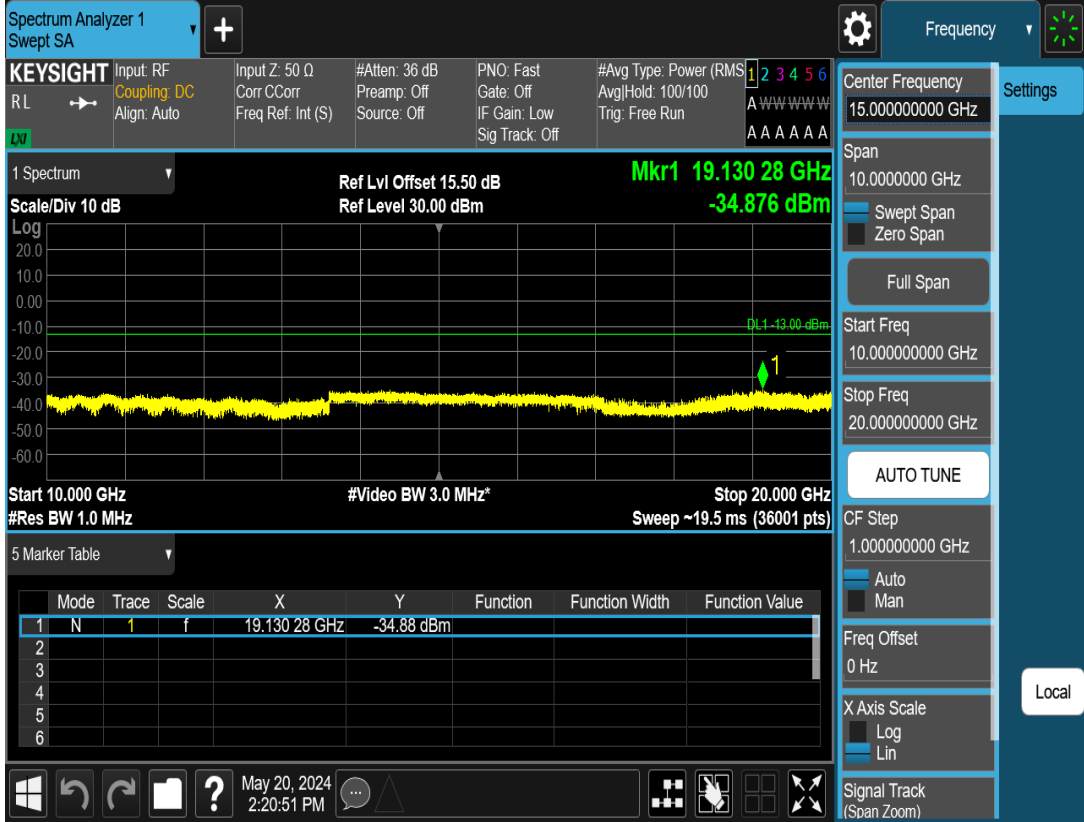 Spectrum Analyzer 1
Swept SA
+
Frequency
KEYSIGHT
R L
LXI
Input: RF
Coupling: DC
Align: Auto
Input Z: 50 Ω
Corr CCorr
Freq Ref: Int (S)
#Atten: 36 dB
Preamp: Off
Source: Off
PNO: Fast
Gate: Off
IF Gain: Low
Sig Track: Off
#Avg Type: Power (RMS
Avg|Hold: 100/100
Trig: Free Run
1 2 3 4 5 6
A W W W W W
A A A A A A
Center Frequency
15.000000000 GHz
Settings
1 Spectrum
Ref Lvl Offset 15.50 dB
Mkr1 19.130 28 GHz
Scale/Div 10 dB
Ref Level 30.00 dBm
-34.876 dBm
Log
20.0
10.0
0.00
-10.0
-20.0
-30.0
-40.0
-50.0
-60.0
DL1 -13.00 dBm
1
Start 10.000 GHz
#Video BW 3.0 MHz*
Stop 20.000 GHz
#Res BW 1.0 MHz
Sweep ~19.5 ms (36001 pts)
Span
10.0000000 GHz
Swept Span
Zero Span
Full Span
Start Freq
10.000000000 GHz
Stop Freq
20.000000000 GHz
AUTO TUNE
CF Step
1.000000000 GHz
Auto
Man
Freq Offset
0 Hz
X Axis Scale
Log
Lin
Signal Track
(Span Zoom)
Local
5 Marker Table
Mode Trace Scale X Y Function Function Width Function Value
1 N 1 f 19.130 28 GHz -34.88 dBm
2
3
4
5
6
?
May 20, 2024
2:20:51 PM